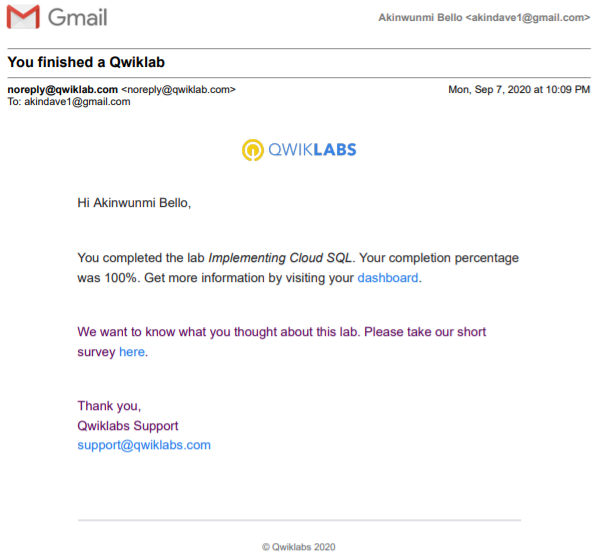 Gmail
Akinwunmi Bello <akindave1@gmail.com>
You finished a Qwiklab
noreply@qwiklab.com <noreply@qwiklab.com>
Mon, Sep 7, 2020 at 10:09 PM
To: akindave1@gmail.com
QWIKLABS
Hi Akinwunmi Bello,
You completed the lab Implementing Cloud SQL. Your completion percentage
was 100%. Get more information by visiting your dashboard.
We want to know what you thought about this lab. Please take our short
survey here.
Thank you,
Qwiklabs Support
support@qwiklabs.com
© Qwiklabs 2020